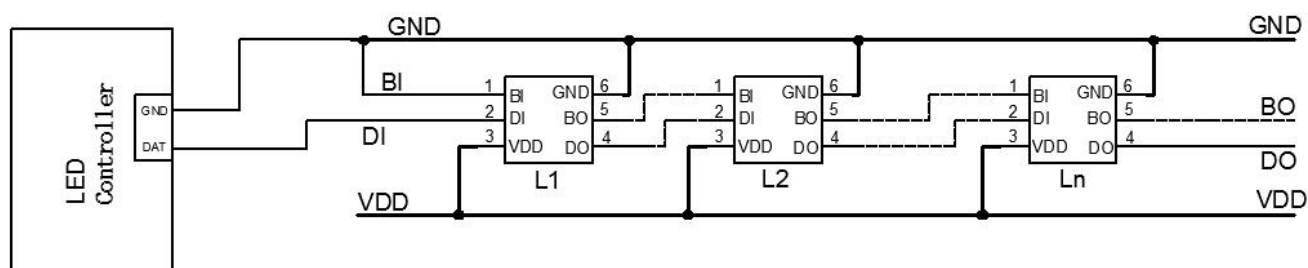 LED Controller
GND
DAT
GND
BI
DI
VDD
1 BI GND 6
2 DI BO 5
3 VDD DO 4
L1
1 BI GND 6
2 DI BO 5
3 VDD DO 4
L2
1 BI GND 6
2 DI BO 5
3 VDD DO 4
Ln
GND
BO
DO
VDD